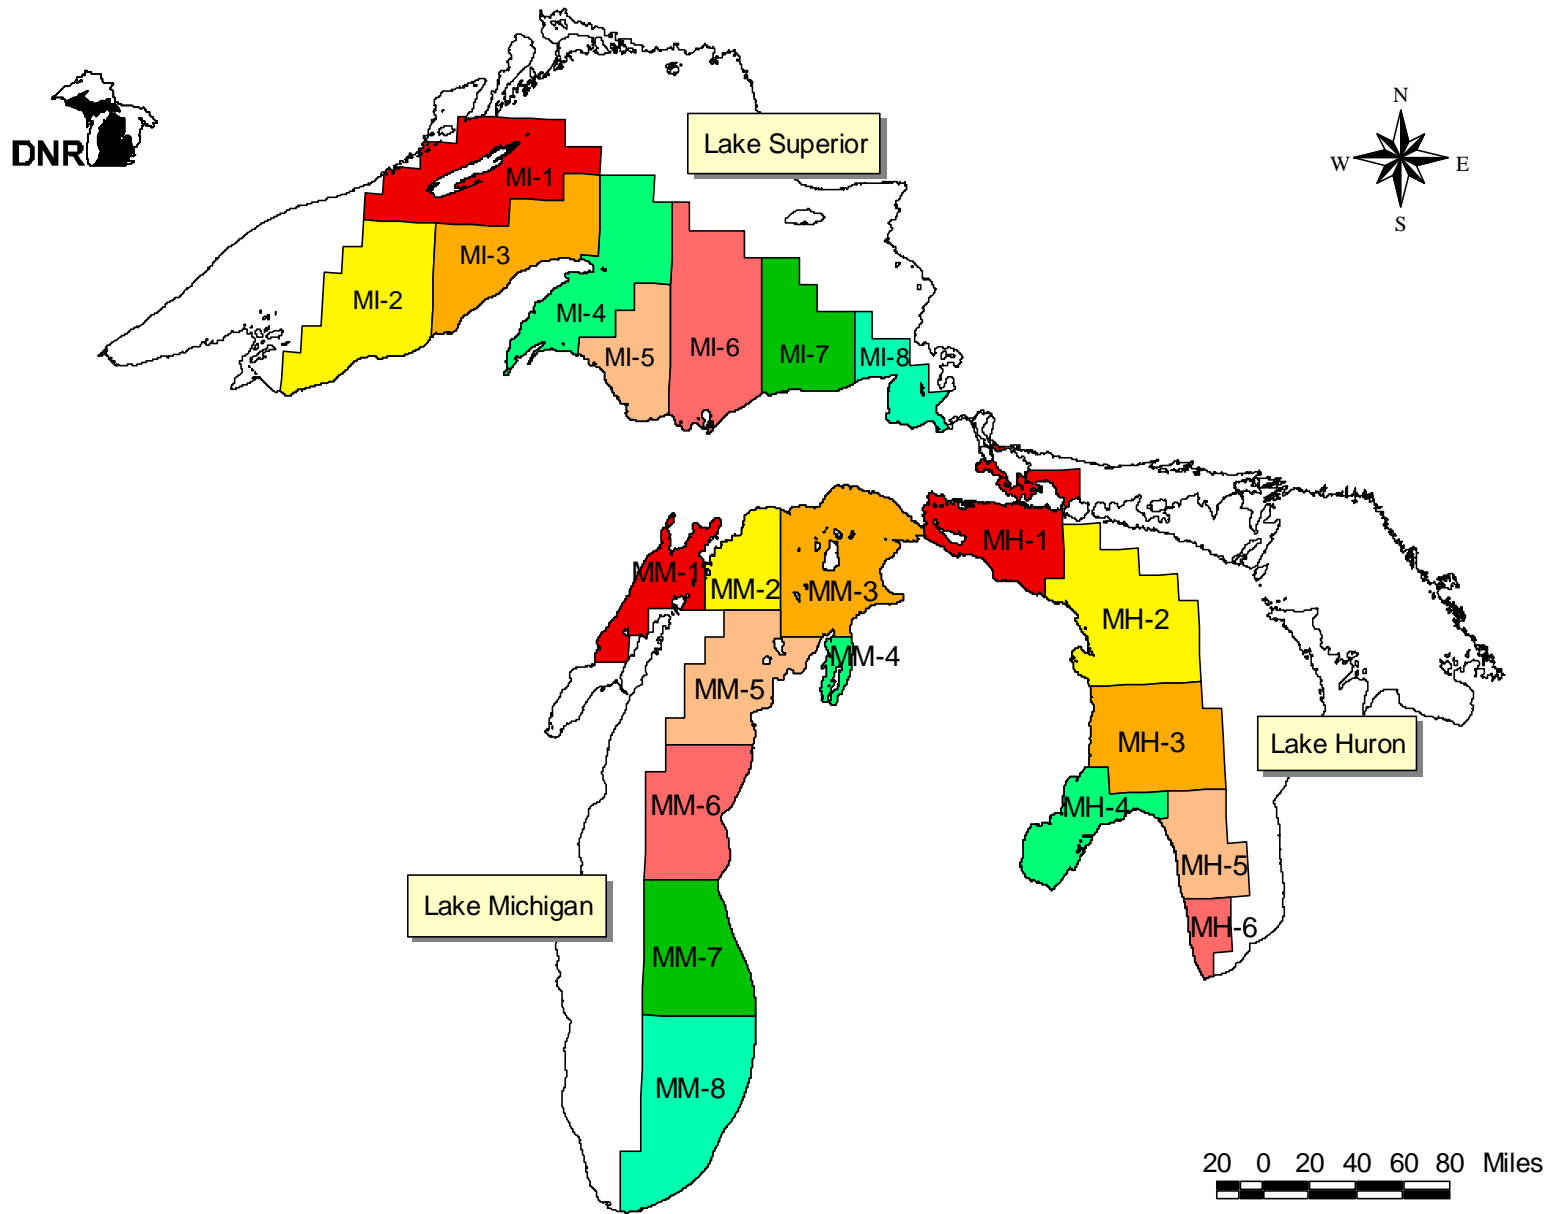 N
Lake Superior
DNR
W E
MI-1
S
MI-3
MI-2
MI-4
MI-6
MI-7
MI-8
MI-5
MH-1
MM-1
MM-2
MM-3
MH-2
MM-4
MM-5
MH-3
Lake Huron
MM-6
MH-4
MH-5
Lake Michigan
MH-6
MM-7
MM-8
20 0 20 40 60 80 Miles